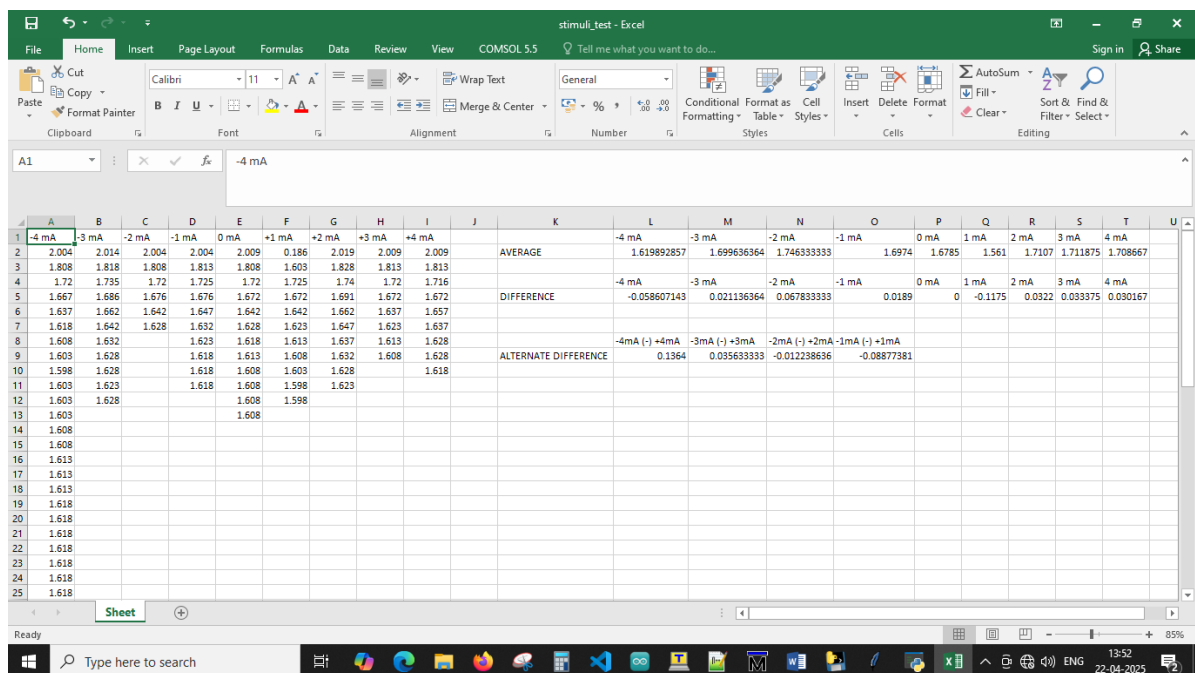 stimuli_test - Excel
File Home Insert Page Layout Formulas Data Review View COMSOL 5.5 Tell me what you want to do... Sign in Share
Paste
Cut
Copy
Format Painter
Calibri 11
B I U
Wrap Text
Merge & Center
General
Conditional Formatting
Format as Table
Cell Styles
Insert
Delete
Format
AutoSum
Fill
Clear
Sort & Filter
Find & Select
Clipboard Font Alignment Number Styles Cells Editing
A1 fx -4 mA
A B C D E F G H I J K L M N O P Q R S T U
1 -4 mA -3 mA -2 mA -1 mA 0 mA +1 mA +2 mA +3 mA +4 mA -4 mA -3 mA -2 mA -1 mA 0 mA 1 mA 2 mA 3 mA 4 mA
2 2.004 2.014 2.004 2.004 2.009 0.186 2.019 2.009 2.009 AVERAGE 1.619892857 1.699636364 1.746333333 1.6974 1.6785 1.561 1.7107 1.711875 1.708667
3 1.808 1.818 1.808 1.813 1.808 1.603 1.828 1.813 1.813
4 1.72 1.735 1.72 1.725 1.72 1.725 1.74 1.72 1.716 -4 mA -3 mA -2 mA -1 mA 0 mA 1 mA 2 mA 3 mA 4 mA
5 1.667 1.686 1.676 1.676 1.672 1.672 1.691 1.672 1.672 DIFFERENCE -0.058607143 0.021136364 0.067833333 0.0189 0 -0.1175 0.0322 0.033375 0.030167
6 1.637 1.662 1.642 1.647 1.642 1.642 1.662 1.637 1.657
7 1.618 1.642 1.628 1.632 1.628 1.623 1.647 1.623 1.637
8 1.608 1.632 1.623 1.618 1.613 1.637 1.613 1.628 -4mA (-) +4mA -3mA (-) +3mA -2mA (-) +2mA -1mA (-) +1mA
9 1.603 1.628 1.618 1.613 1.608 1.632 1.608 1.628 ALTERNATE DIFFERENCE 0.1364 0.035633333 -0.012238636 -0.08877381
10 1.598 1.628 1.618 1.608 1.603 1.628 1.618
11 1.603 1.623 1.618 1.608 1.598 1.623
12 1.603 1.628 1.608 1.598
13 1.603 1.608
14 1.608
15 1.608
16 1.613
17 1.613
18 1.613
19 1.618
20 1.618
21 1.618
22 1.618
23 1.618
24 1.618
25 1.618
Sheet
Ready 85%
Type here to search
ENG
13:52
22-04-2025